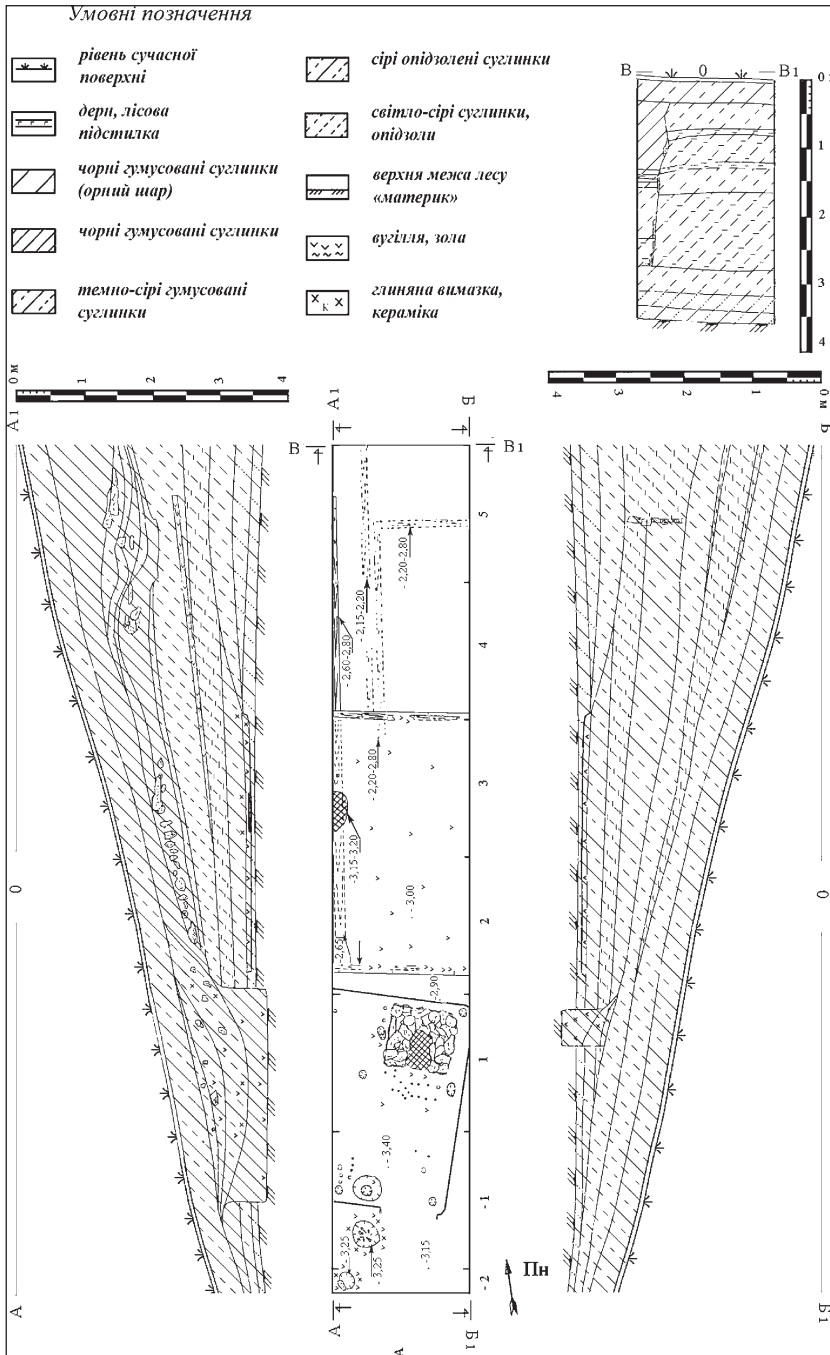 Умовні позначення
рівень сучасної
поверхні
дерн, лісова
підстилка
чорні гумусовані суглинки
(орний шар)
чорні гумусовані суглинки
темно-сірі гумусовані
суглинки
сірі опідзолені суглинки
світло-сірі суглинки,
опідзоли
верхня межа лесу
«материк»
вугілля, зола
к
глиняна вимазка,
кераміка
В 0 В1
0
1
2
3
4
0 м 1 2 3 4
4 3 2 1 0 м
А1
А1
Б
Б
В
В1
5
4
3
2
1
-1
-2
-2,20-2,80
-2,15-2,20
-2,60-2,80
-2,20-2,80
-3,15-3,20
-3,00
-2,65
-2,90
-3,40
-3,25
-3,25
-3,15
0
0
А
А
Б1
Б1
Пн
А